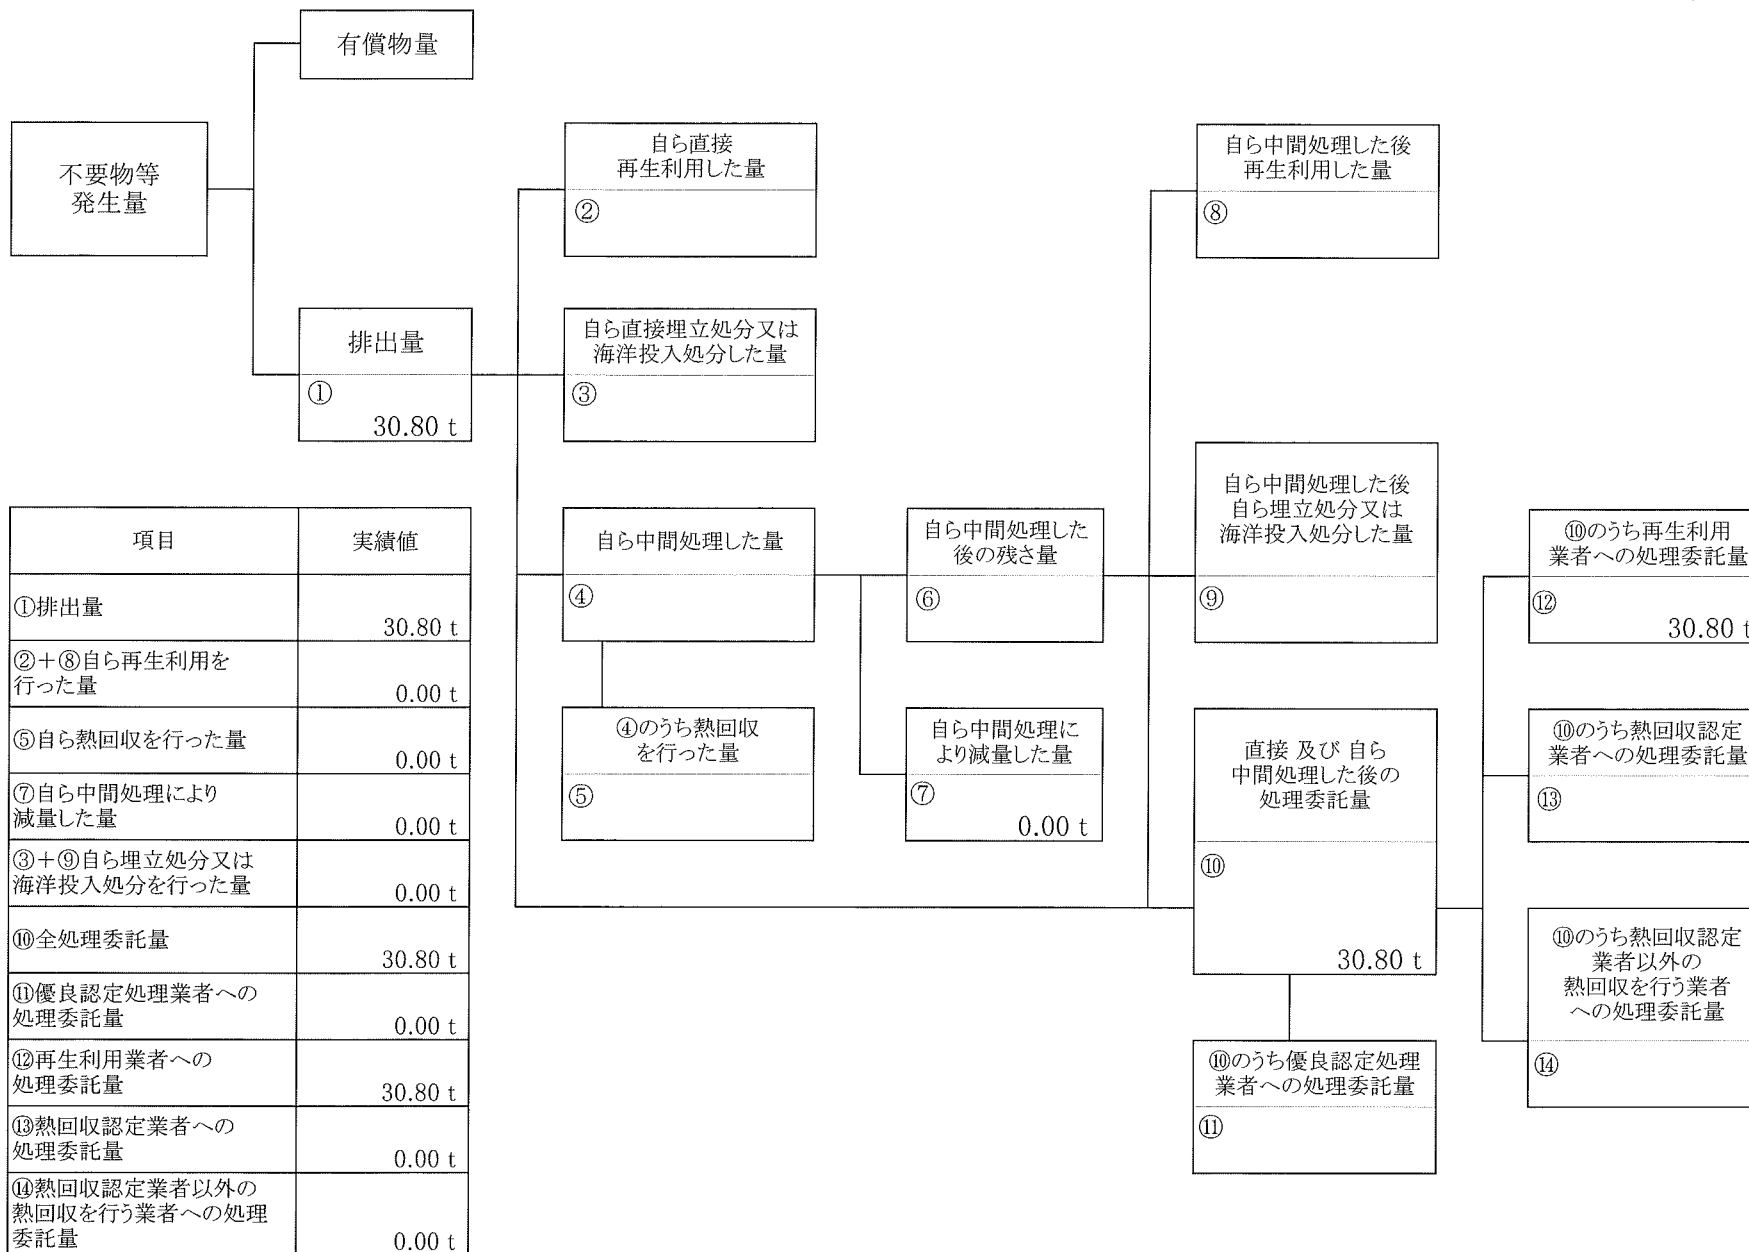 有償物量
不要物等
発生量
排出量
①
30.80 t
自ら直接
再生利用した量
②
自ら直接埋立処分又は
海洋投入処分した量
③
自ら中間処理した量
④
④のうち熱回収
を行った量
⑤
自ら中間処理した
後の残さ量
⑥
自ら中間処理に
より減量した量
⑦
0.00 t
自ら中間処理した後
再生利用した量
⑧
自ら中間処理した後
自ら埋立処分又は
海洋投入処分した量
⑨
直接 及び 自ら
中間処理した後の
処理委託量
⑩
30.80 t
⑩のうち優良認定処理
業者への処理委託量
⑪
⑩のうち再生利用
業者への処理委託量
⑫
30.80 t
⑩のうち熱回収認定
業者への処理委託量
⑬
⑩のうち熱回収認定
業者以外の
熱回収を行う業者
への処理委託量
⑭
項目 実績値
①排出量
30.80 t
②+⑧自ら再生利用を
行った量
0.00 t
⑤自ら熱回収を行った量
0.00 t
⑦自ら中間処理により
減量した量
0.00 t
③+⑨自ら埋立処分又は
海洋投入処分を行った量
0.00 t
⑩全処理委託量
30.80 t
⑪優良認定処理業者への
処理委託量
0.00 t
⑫再生利用業者への
処理委託量
30.80 t
⑬熱回収認定業者への
処理委託量
0.00 t
⑭熱回収認定業者以外の
熱回収を行う業者への処理
委託量
0.00 t